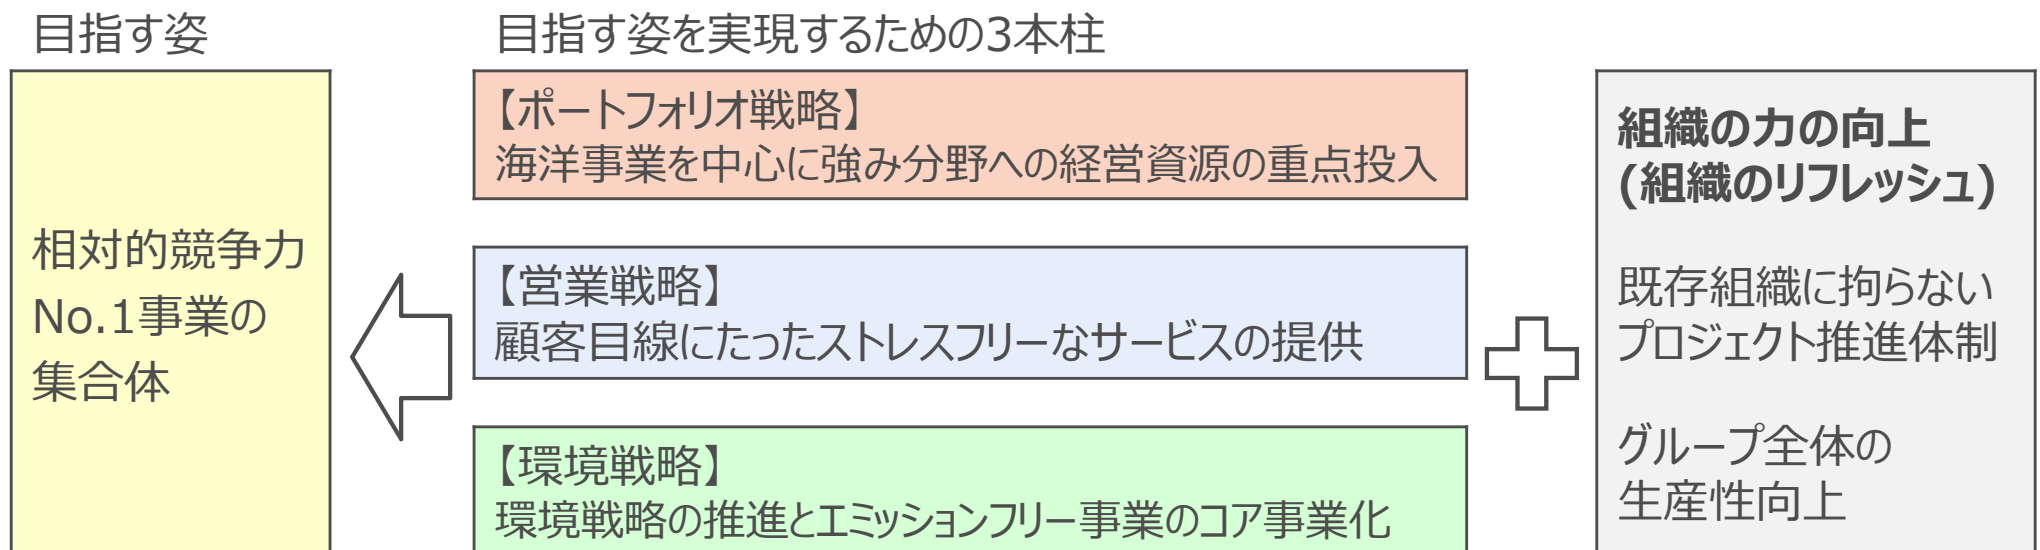 目指す姿
相対的競争力
No.1事業の
集合体
目指す姿を実現するための3本柱
【ポートフォリオ戦略】
海洋事業を中心に強み分野への経営資源の重点投入
【営業戦略】
顧客目線にたったストレスフリーなサービスの提供
【環境戦略】
環境戦略の推進とエミッションフリー事業のコア事業化
組織の力の向上
(組織のリフレッシュ)
既存組織に拘らない
プロジェクト推進体制
グループ全体の
生産性向上